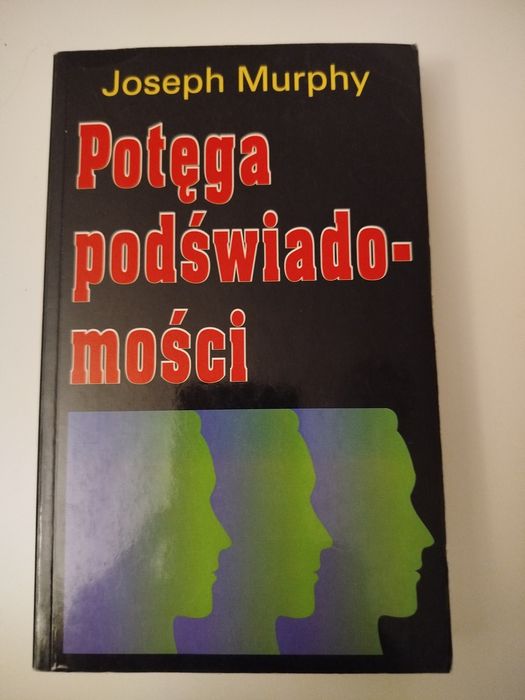 Joseph Murphy
Potęga
podświado-
mości